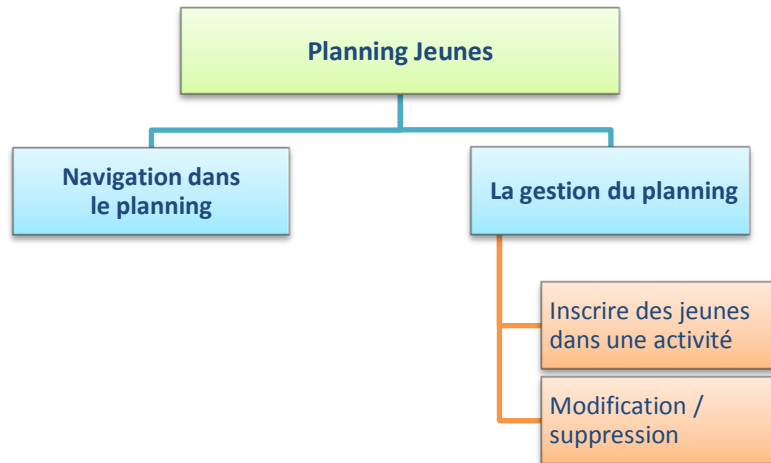 Planning Jeunes
Navigation dans
le planning
La gestion du planning
Inscrire des jeunes
dans une activité
Modification /
suppression